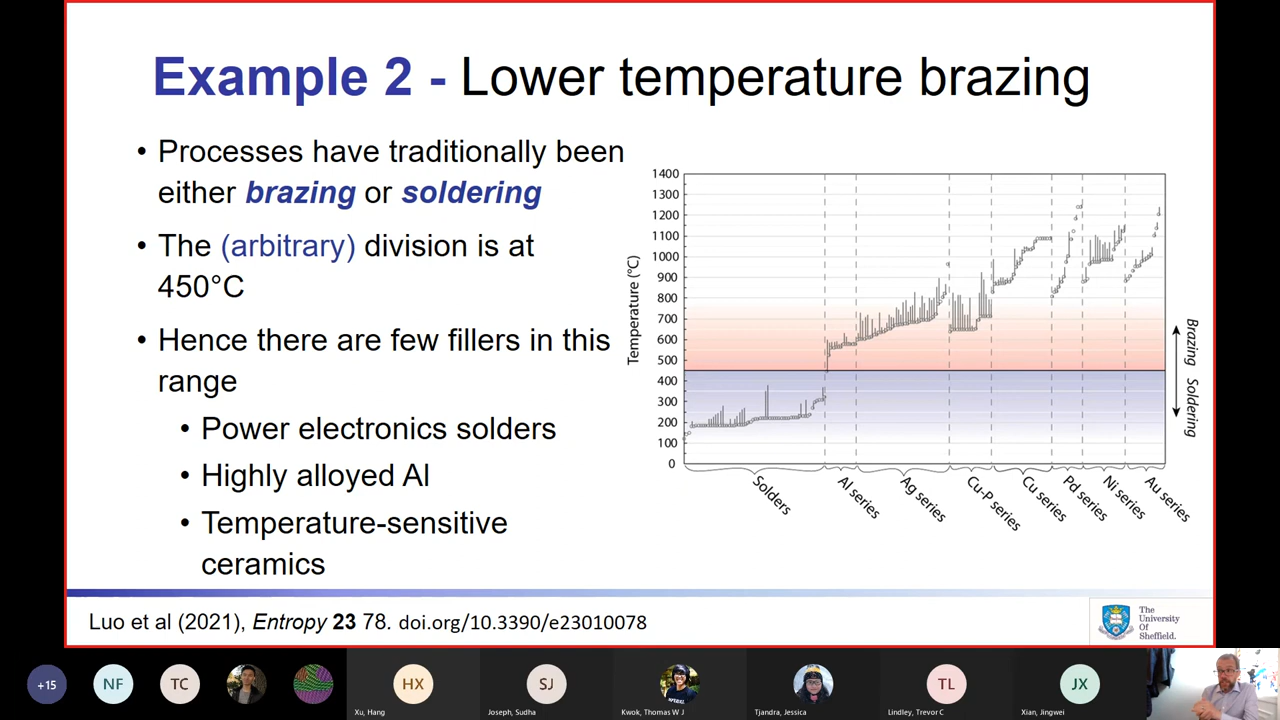 Example 2 - Lower temperature brazing
• Processes have traditionally been
either brazing or soldering
• The (arbitrary) division is at
450°C
• Hence there are few fillers in this
range
• Power electronics solders
• Highly alloyed Al
• Temperature-sensitive
ceramics
Temperature (°C)
1400
1300
1200
1100
1000
900
800
700
600
500
400
300
200
100
0
Brazing
Soldering
Solders
Al series
Ag series
Cu-P series
Cu series
Pd series
Ni series
Au series
Luo et al (2021), Entropy 23 78. doi.org/10.3390/e23010078
The
University
Of
Sheffield.
+15
NF
TC
HX
SJ
TL
JX
Xu, Hang
Joseph, Sudha
Kwok, Thomas W J
Tjandra, Jessica
Lindley, Trevor C
Xian, Jingwei